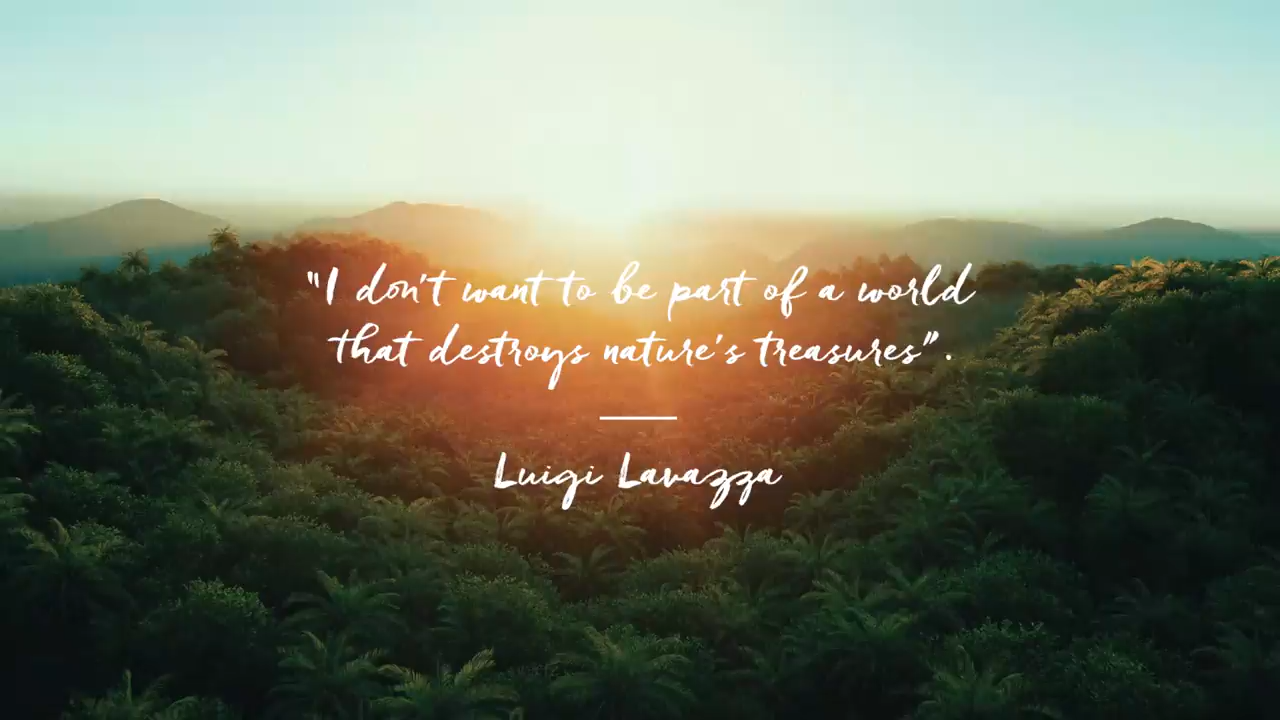 "I don't want to be part of a world
that destroys nature's treasures".
Luigi Lavazza